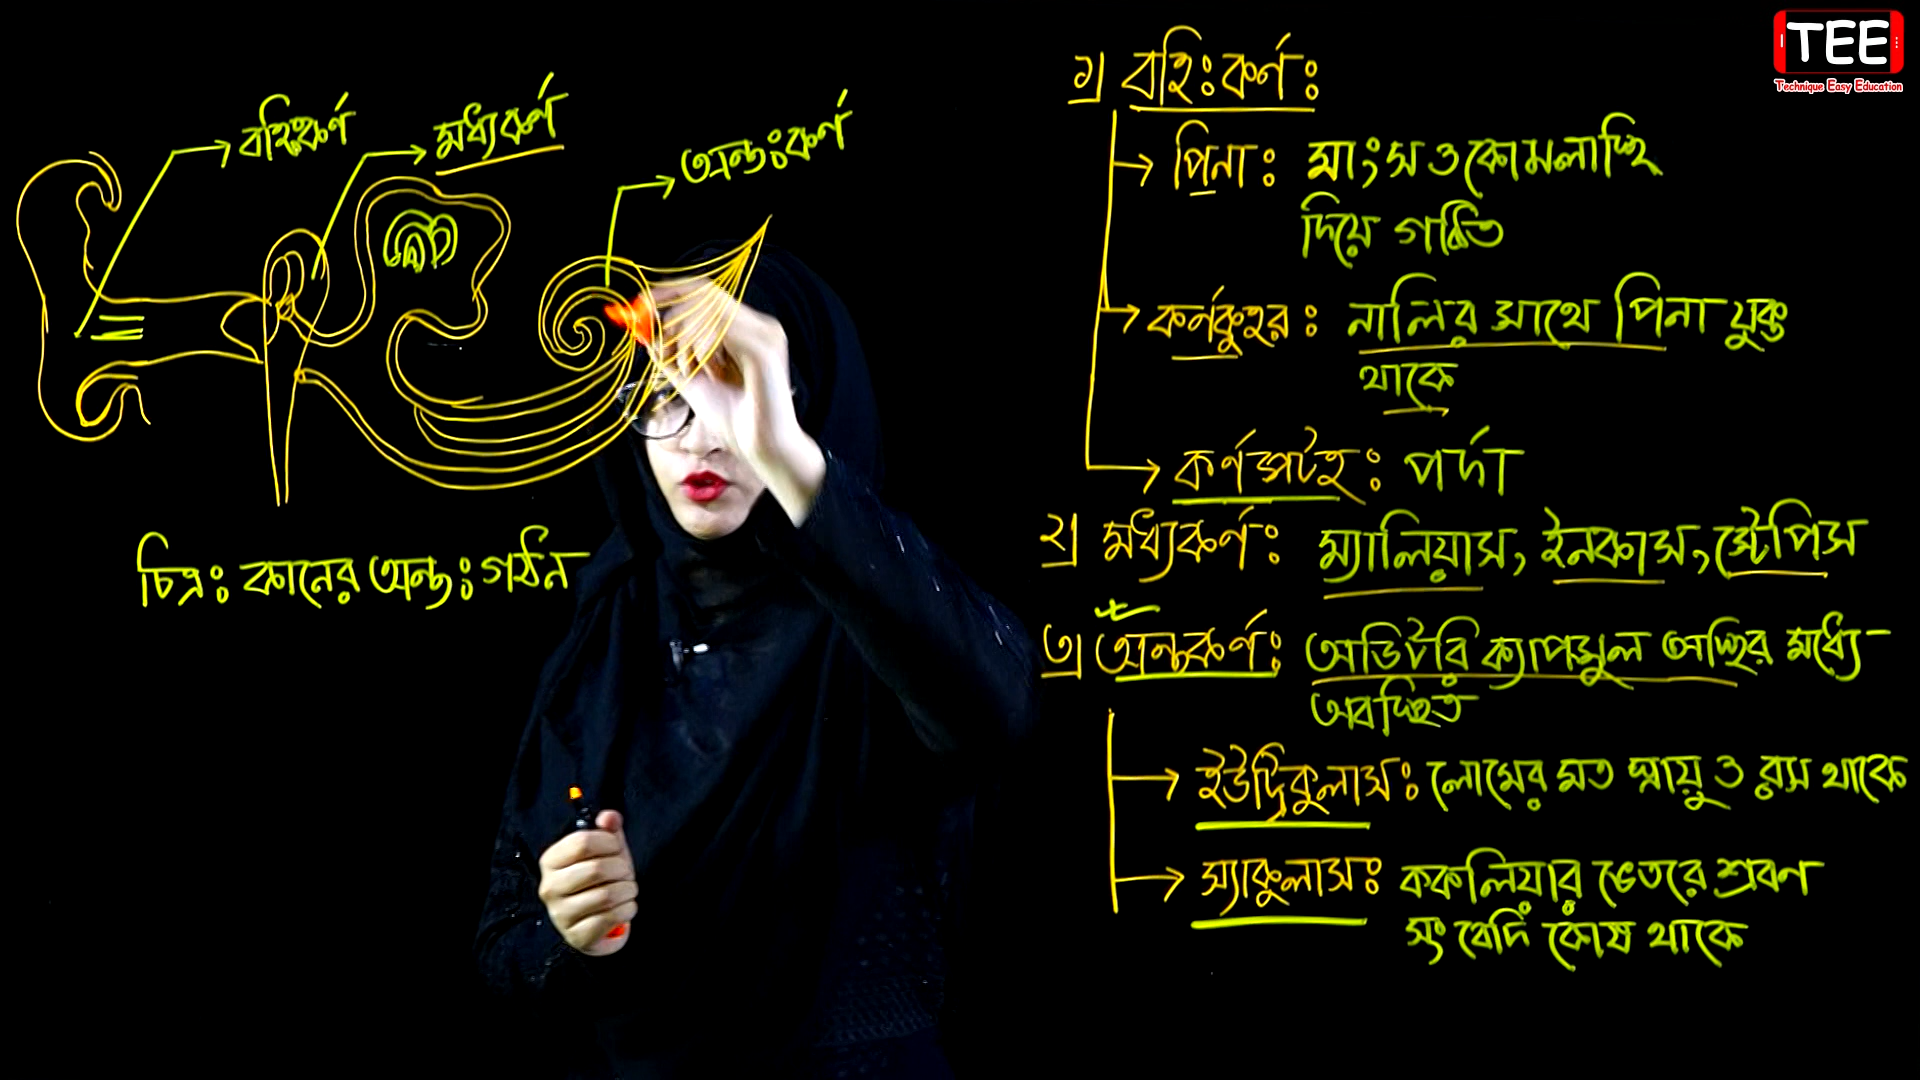 TEE
Technique Easy Education
বহিঃকর্ণ
মধ্যকর্ণ
অন্তঃকর্ণ
চিত্রঃ কানের অন্তঃগঠন
১) বহিঃকর্ণঃ
পিনাঃ মাংস ও কোমলাস্থি
দিয়ে গঠিত
কর্নকুহরঃ নালির সাথে পিনা যুক্ত
থাকে
কর্ণপটহঃ পর্দা
২) মধ্যকর্ণঃ ম্যালিয়াস, ইনকাস, স্টেপিস
৩) অন্তকর্ণঃ অডিটরি ক্যাপসুল অস্থির মধ্যে
অবস্থিত
ইউট্রিকুলাসঃ লোমের মত স্নায়ু ও রস থাকে
স্যাকুলাসঃ ককলিয়ার ভেতরে শ্রবণ
সংবেদি কোষ থাকে